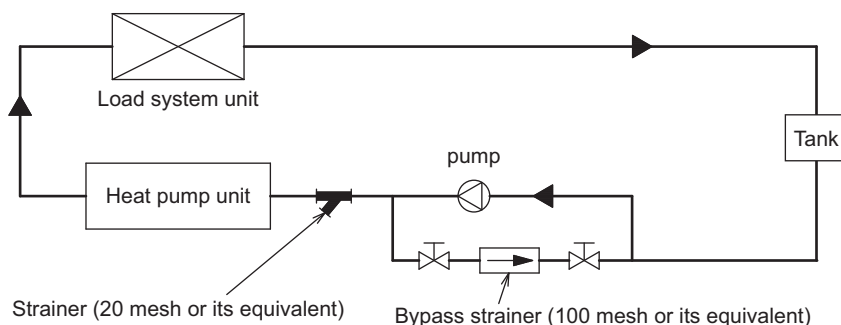 Load system unit
Tank
pump
Heat pump unit
Strainer (20 mesh or its equivalent)
Bypass strainer (100 mesh or its equivalent)